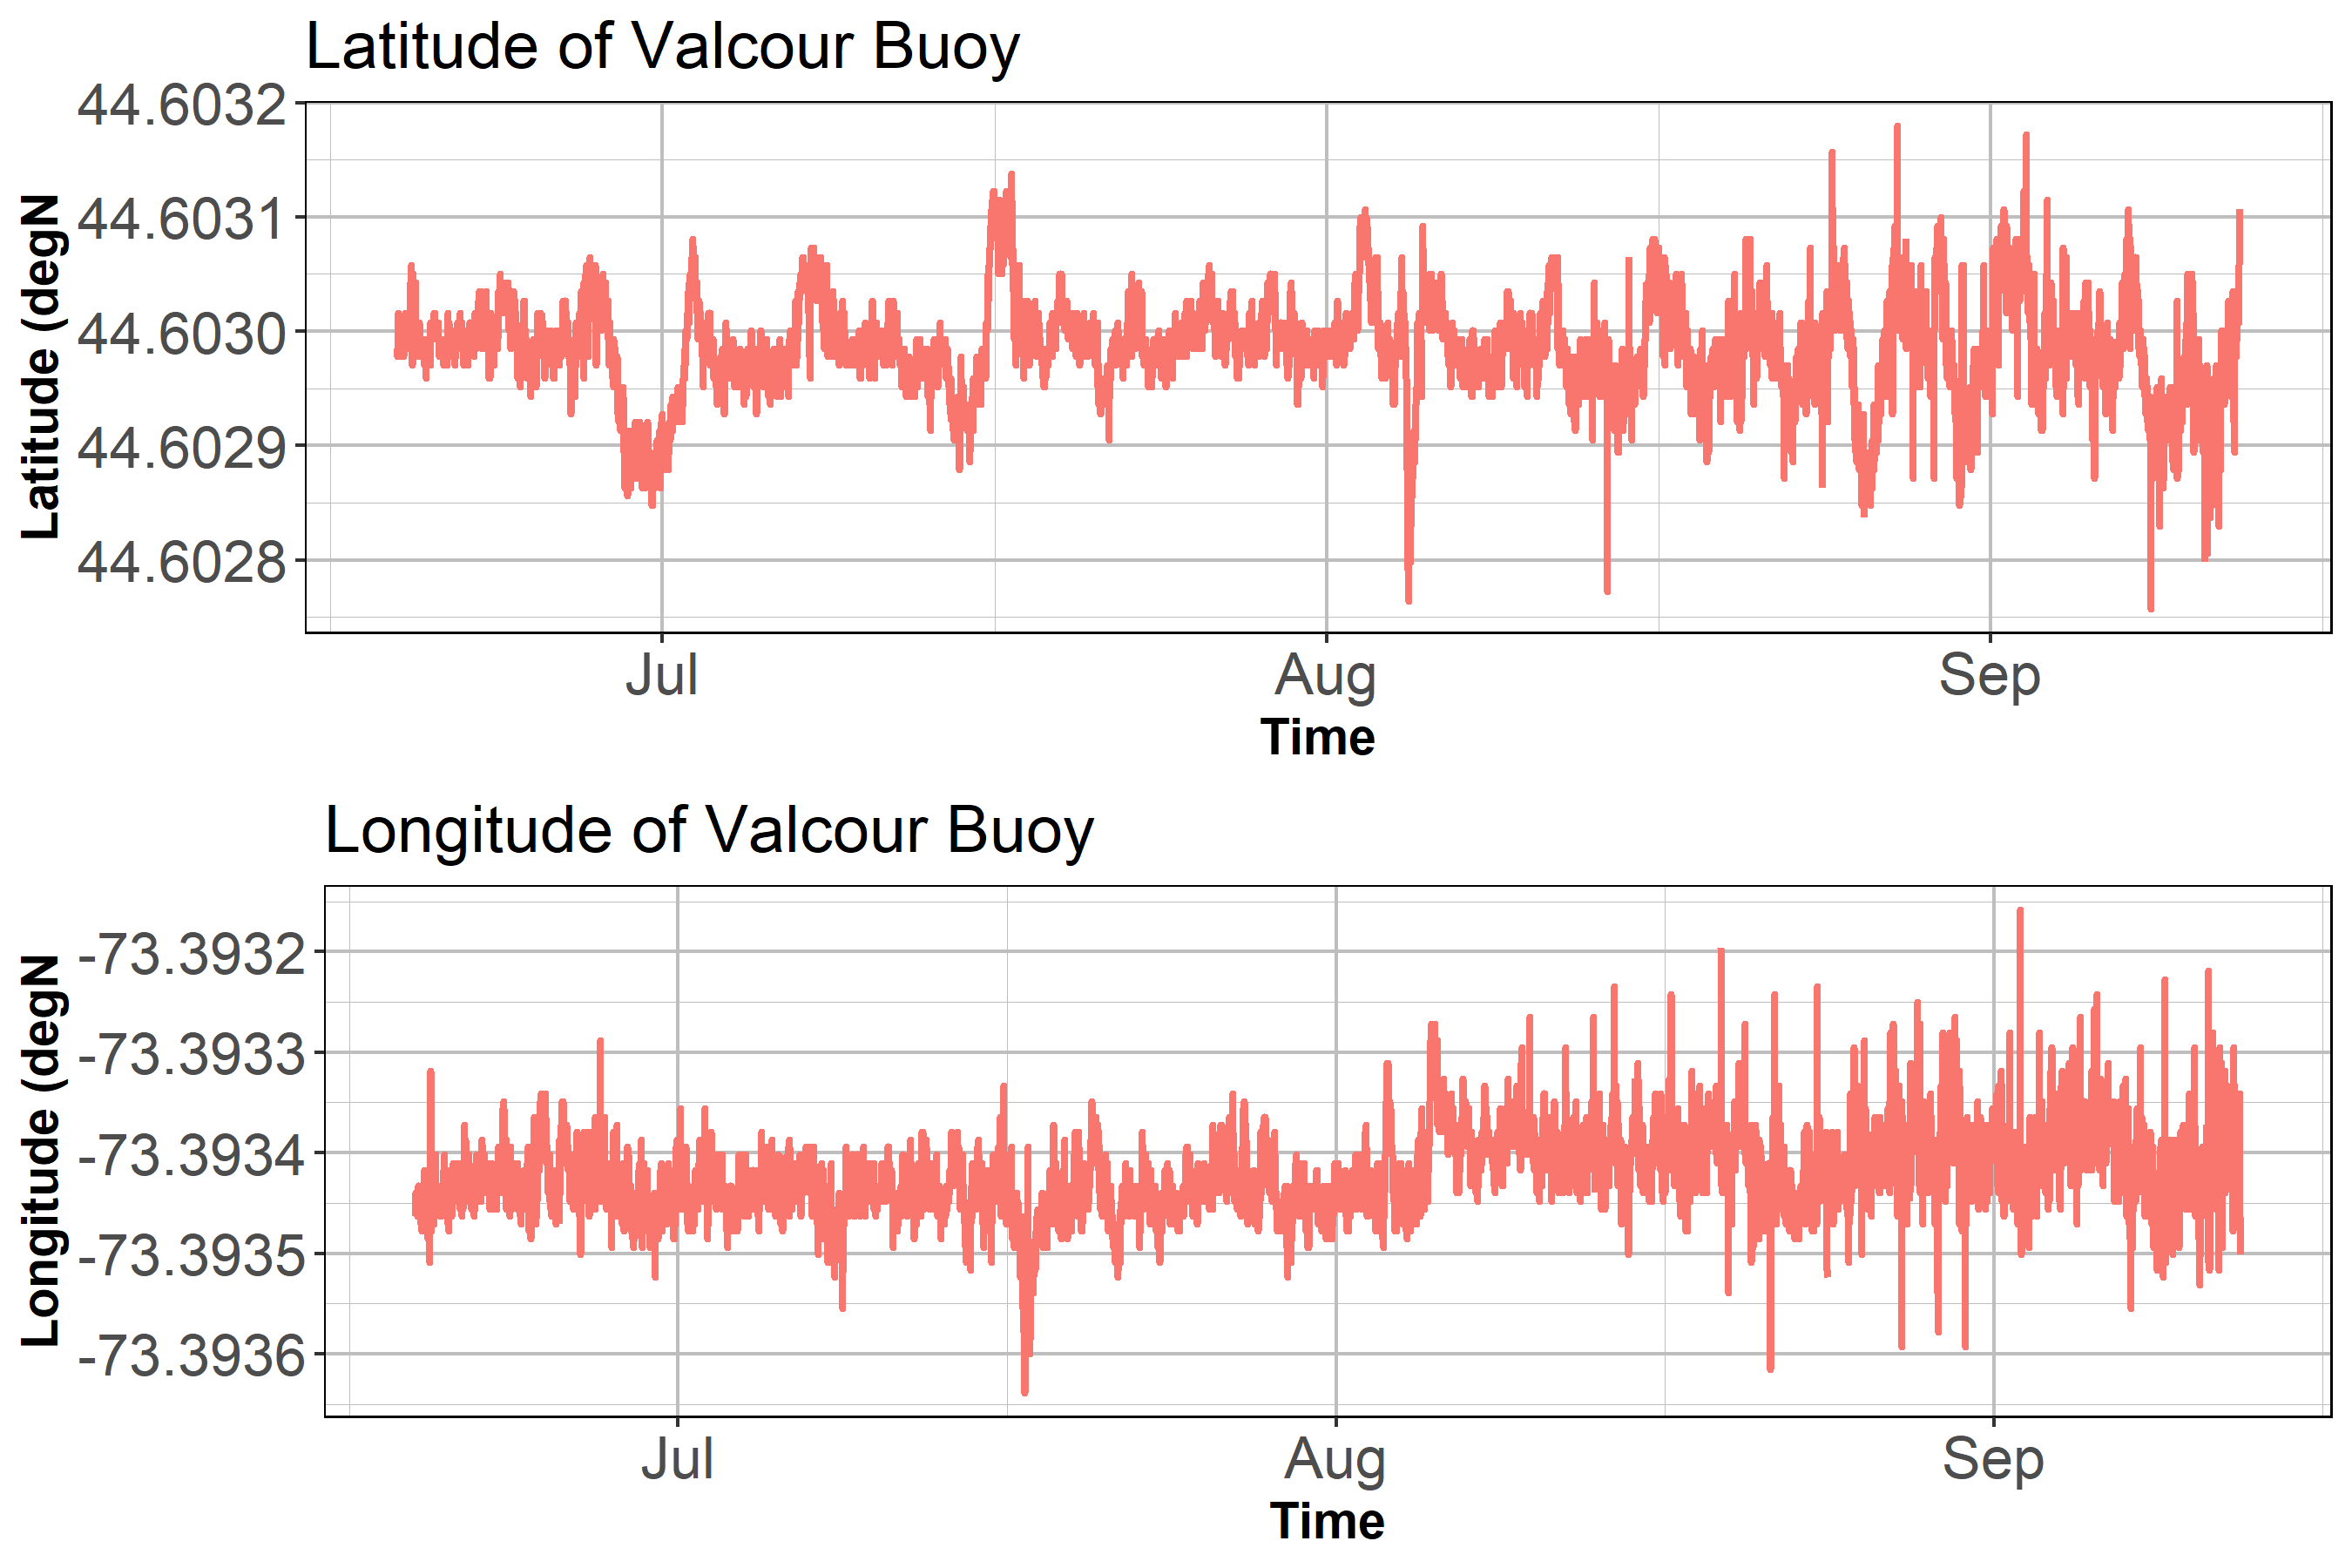 Latitude of Valcour Buoy
Latitude (degN
44.6032
44.6031
44.6030
44.6029
44.6028
Jul Aug Sep
Time
Longitude of Valcour Buoy
Longitude (degN
-73.3932
-73.3933
-73.3934
-73.3935
-73.3936
Jul Aug Sep
Time